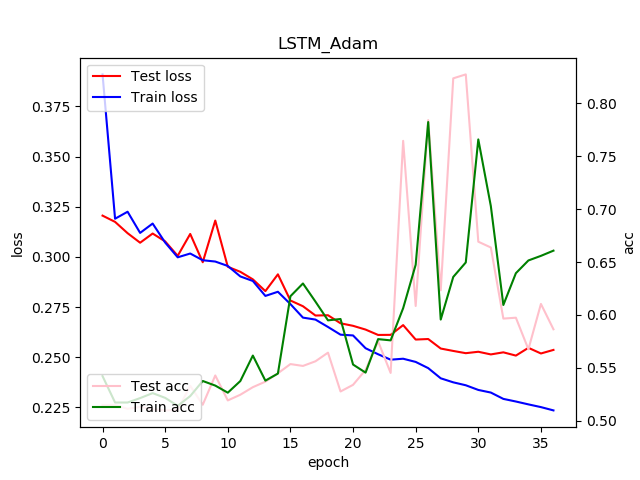 LSTM_Adam
Test loss
Train loss
Test acc
Train acc
0.375
0.350
0.325
0.300
0.275
0.250
0.225
loss
0.80
0.75
0.70
0.65
0.60
0.55
0.50
acc
0 5 10 15 20 25 30 35
epoch